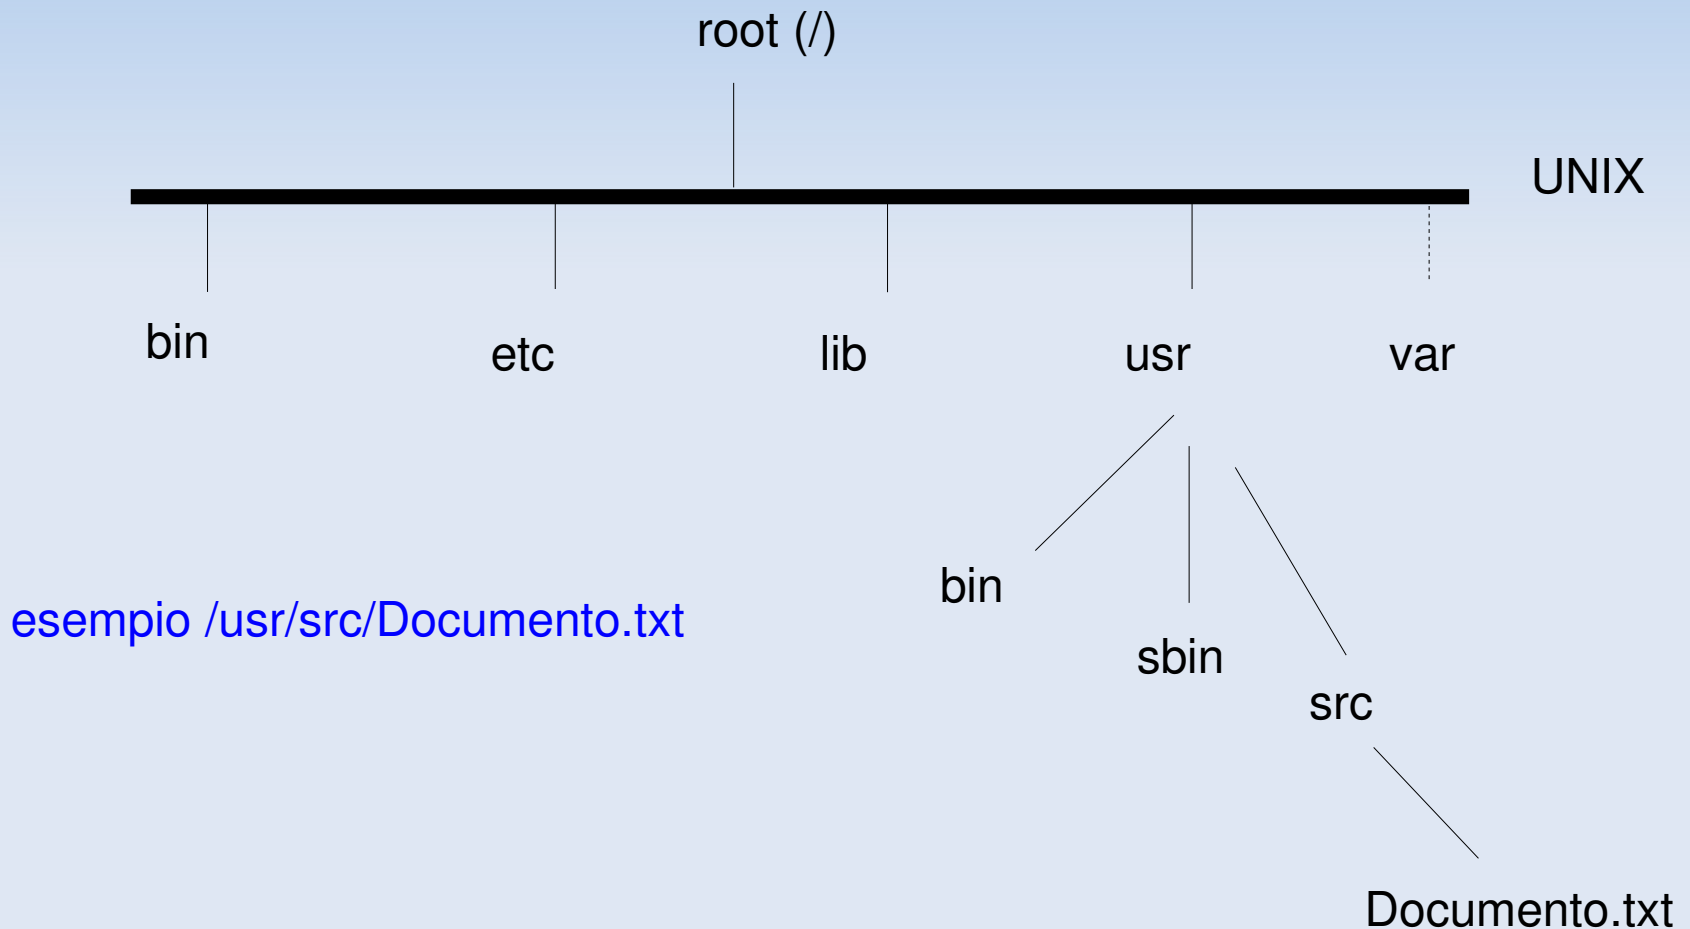 root (/)
UNIX
bin
etc
lib
usr
var
bin
esempio /usr/src/Documento.txt
sbin
src
Documento.txt